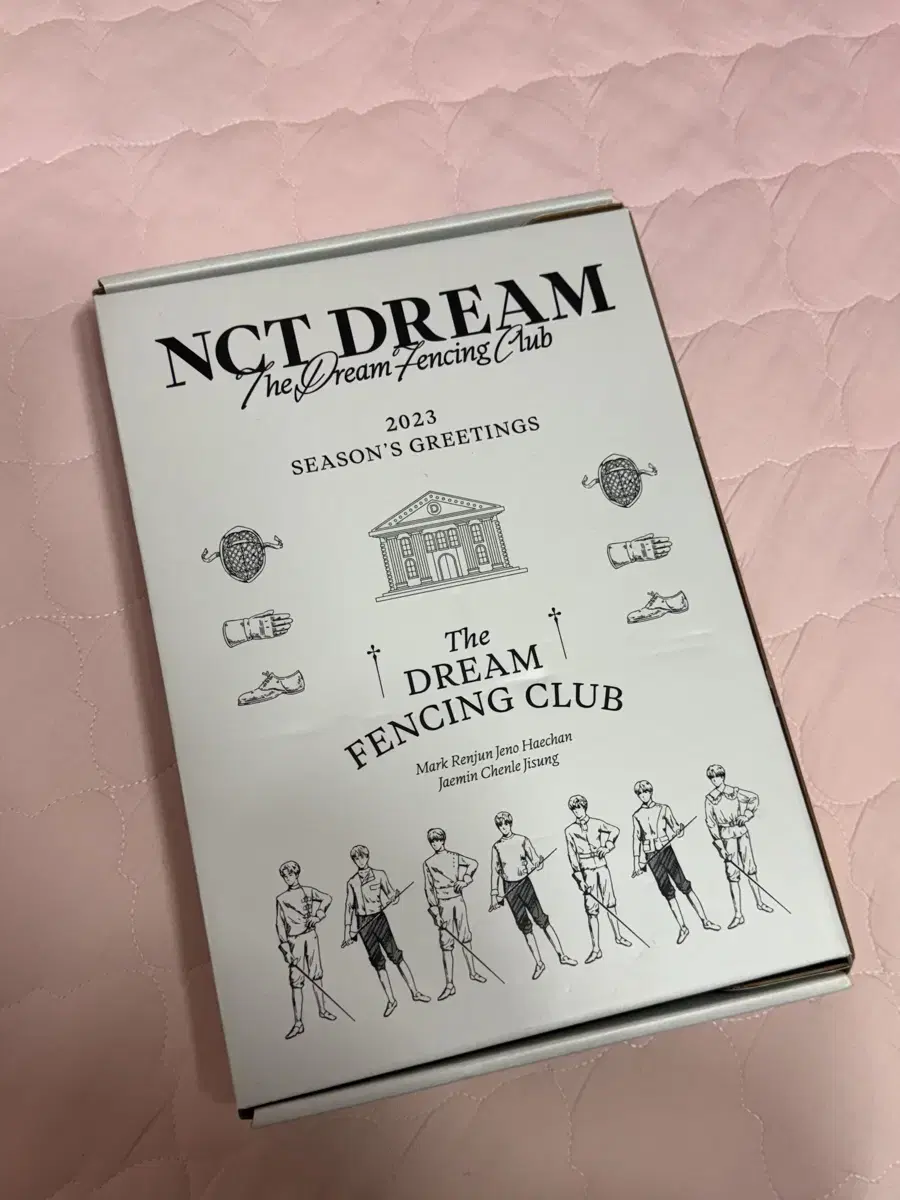 NCT DREAM
The Dream Fencing Club
2023
SEASON'S GREETINGS
D
The
DREAM
FENCING CLUB
Mark Renjun Jeno Haechan
Jaemin Chenle Jisung